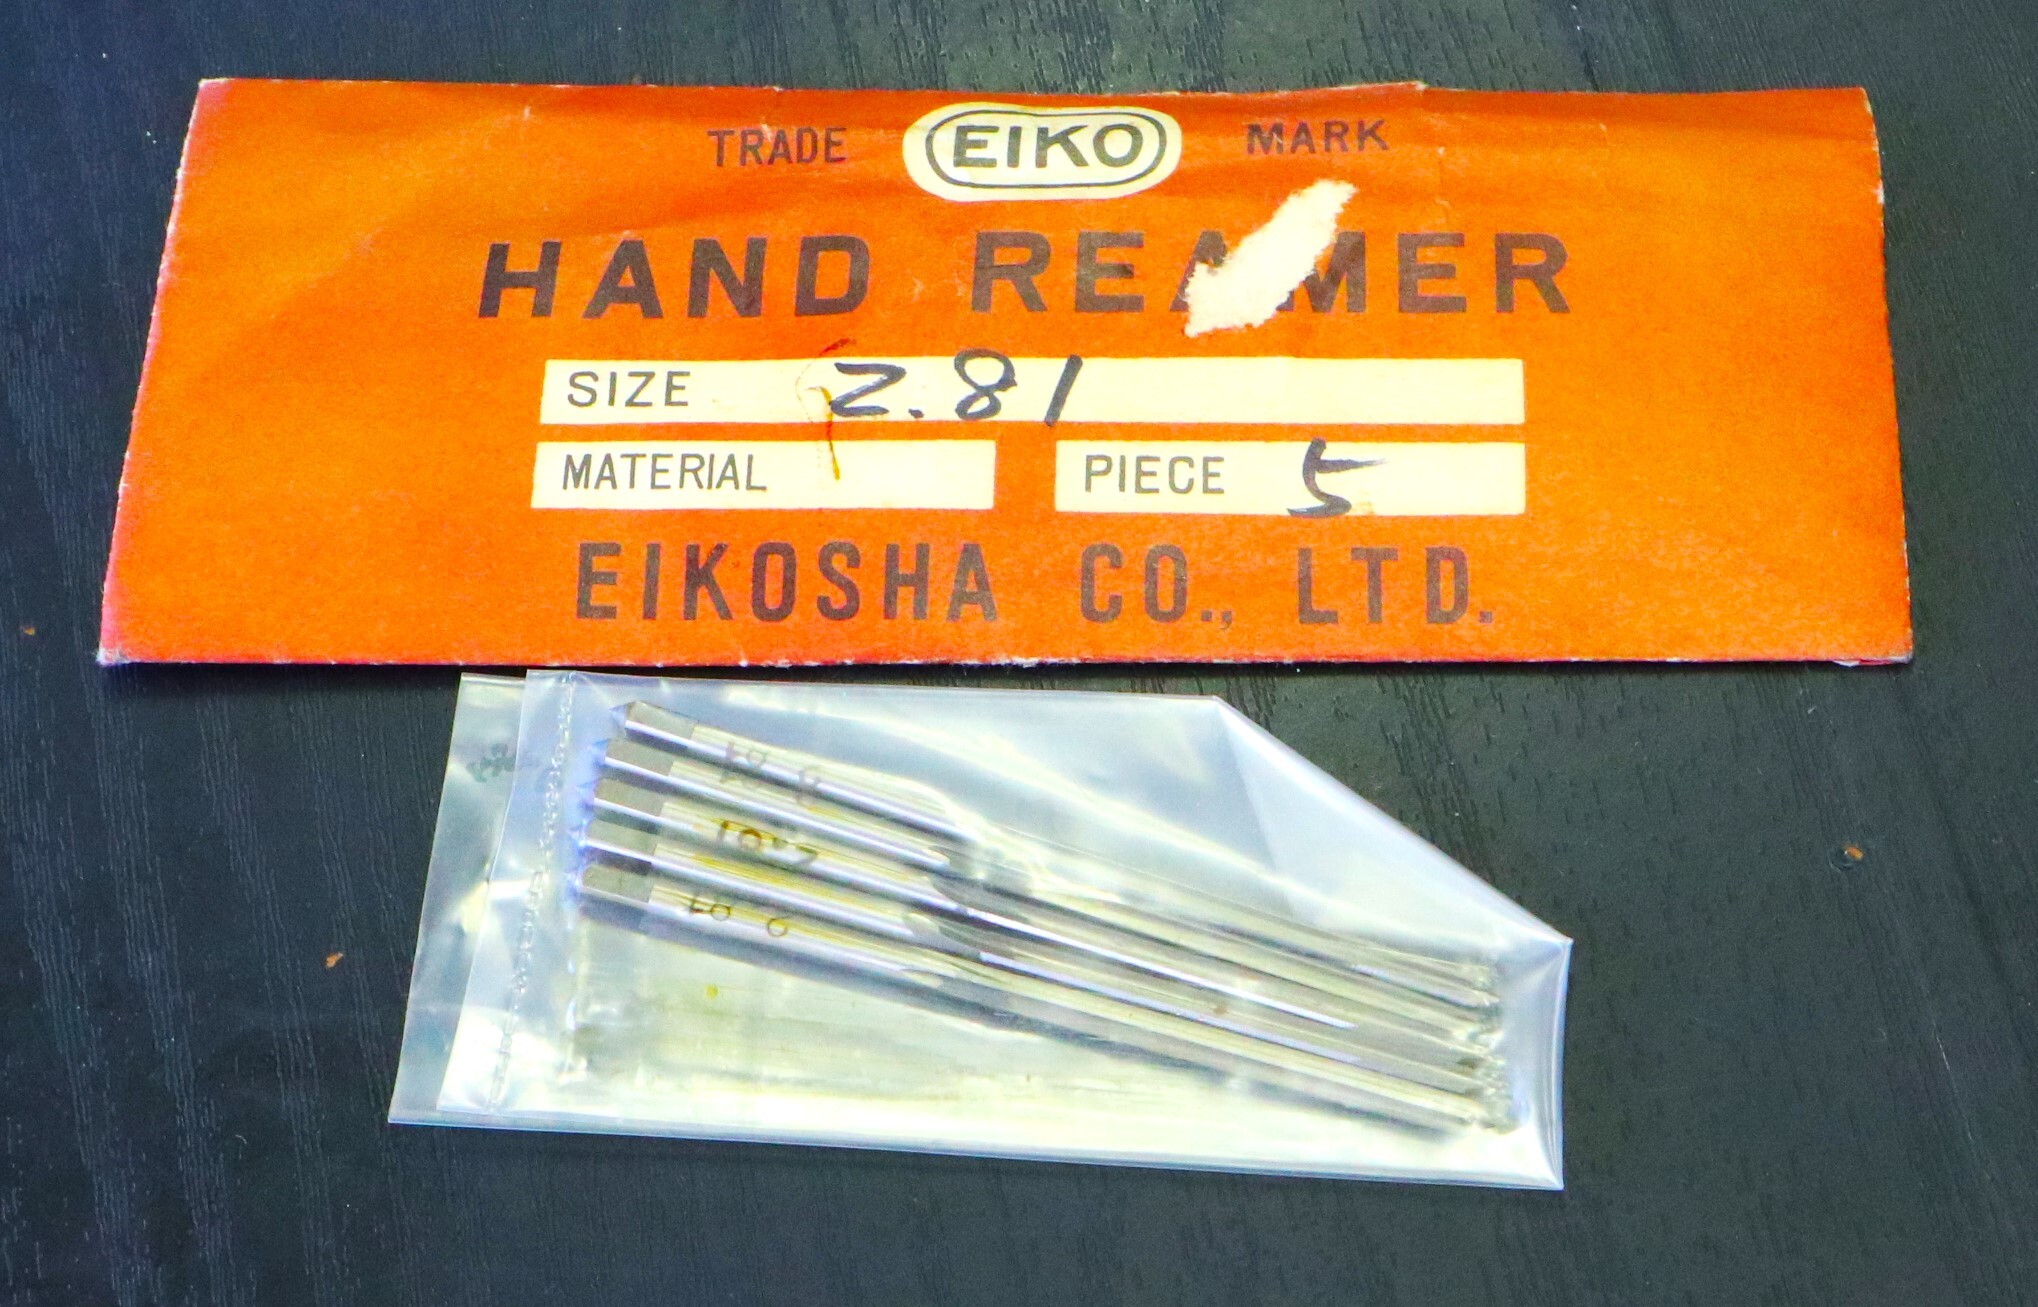 TRADE EIKO MARK
HAND REAMER
SIZE 2.81
MATERIAL PIECE 5
EIKOSHA CO., LTD.